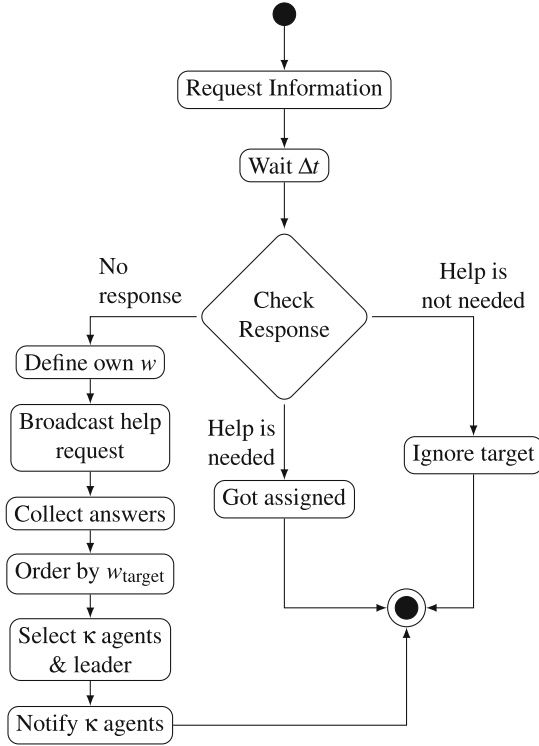 Request Information
Wait Δt
Check
Response
No
response
Help is
not needed
Define own w
Broadcast help
request
Collect answers
Order by w_target
Select κ agents
& leader
Notify κ agents
Help is
needed
Got assigned
Ignore target